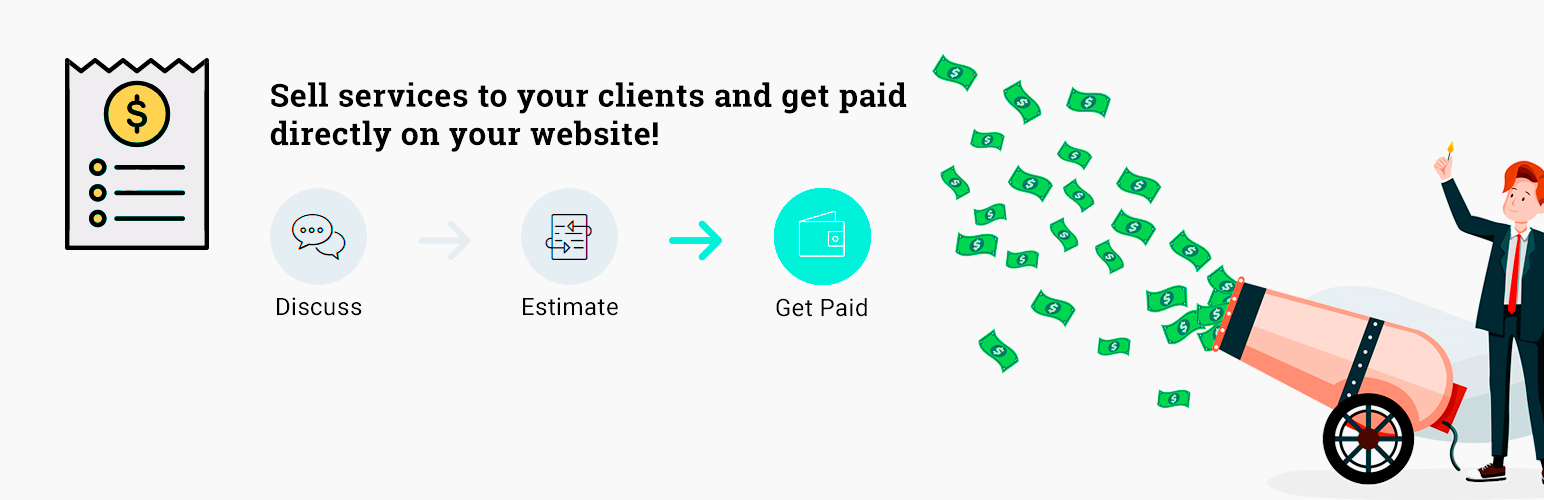 Sell services to your clients and get paid
directly on your website!
Discuss
Estimate
Get Paid